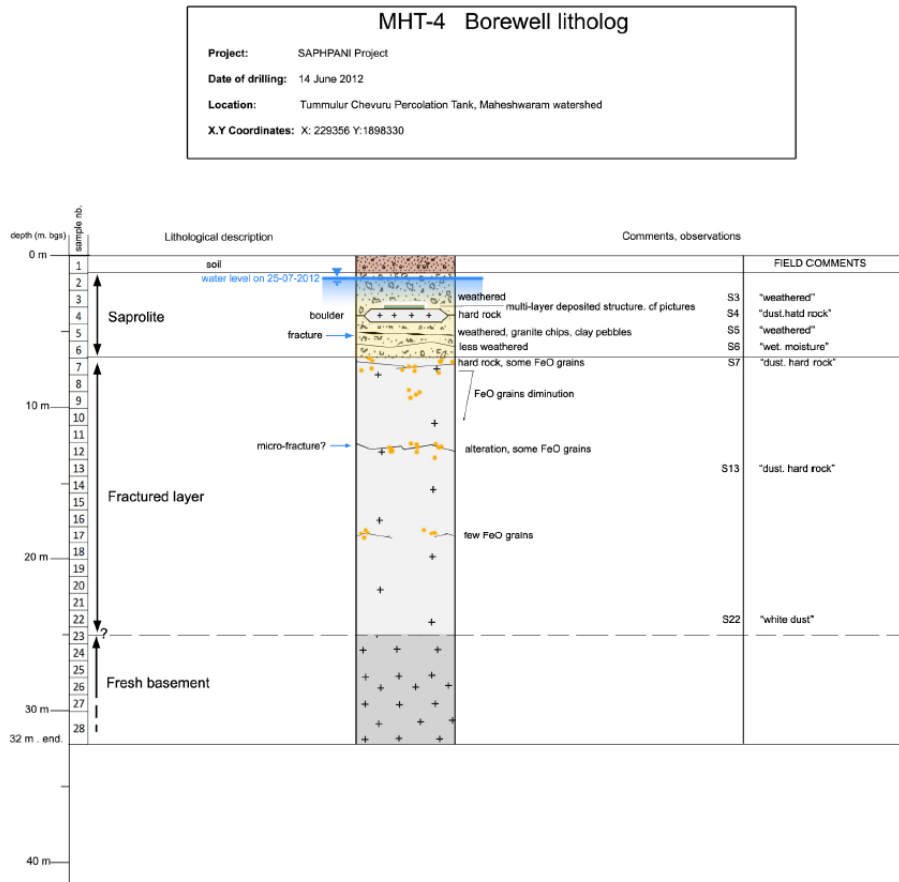 MHT-4 Borewell litholog
Project: SAPHPANI Project
Date of drilling: 14 June 2012
Location: Tummulur Chevuru Percolation Tank, Maheshwaram watershed
X.Y Coordinates: X: 229356 Y:1898330
depth (m. bgs)
sample nb.
Lithological description
Comments, observations
0 m
1
soil
FIELD COMMENTS
water level on 25-07-2012
2
3
weathered
S3
"weathered"
multi-layer deposited structure. cf pictures
Saprolite
4
boulder
hard rock
S4
"dust.hatd rock"
5
fracture
weathered, granite chips, clay pebbles
S5
"weathered"
6
less weathered
S6
"wet. moisture"
7
hard rock, some FeO grains
S7
"dust. hard rock"
8
FeO grains diminution
9
10 m
10
11
micro-fracture?
12
alteration, some FeO grains
13
S13
"dust. hard rock"
14
Fractured layer
15
16
17
few FeO grains
18
20 m
19
20
21
22
S22
"white dust"
23
?
24
25
Fresh basement
26
27
30 m
28
32 m . end.
40 m